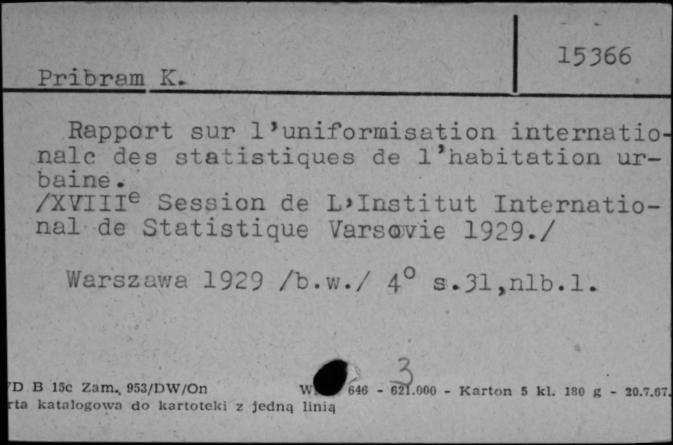 15366
Pribram K.
Rapport sur l'uniformisation internatio-
nale des statistiques de l'habitation ur-
baine.
/XVIIIe Session de L'Institut Internatio-
nal de Statistique Varsovie 1929./
Warszawa 1929 /b.w./ 4° s.31,nlb.1.
3
D B 15c Zam. 953/DW/On W 646 - 621.000 - Karton 5 kl. 180 g - 20.7.67.
rta katalogowa do kartoteki z jedną linią